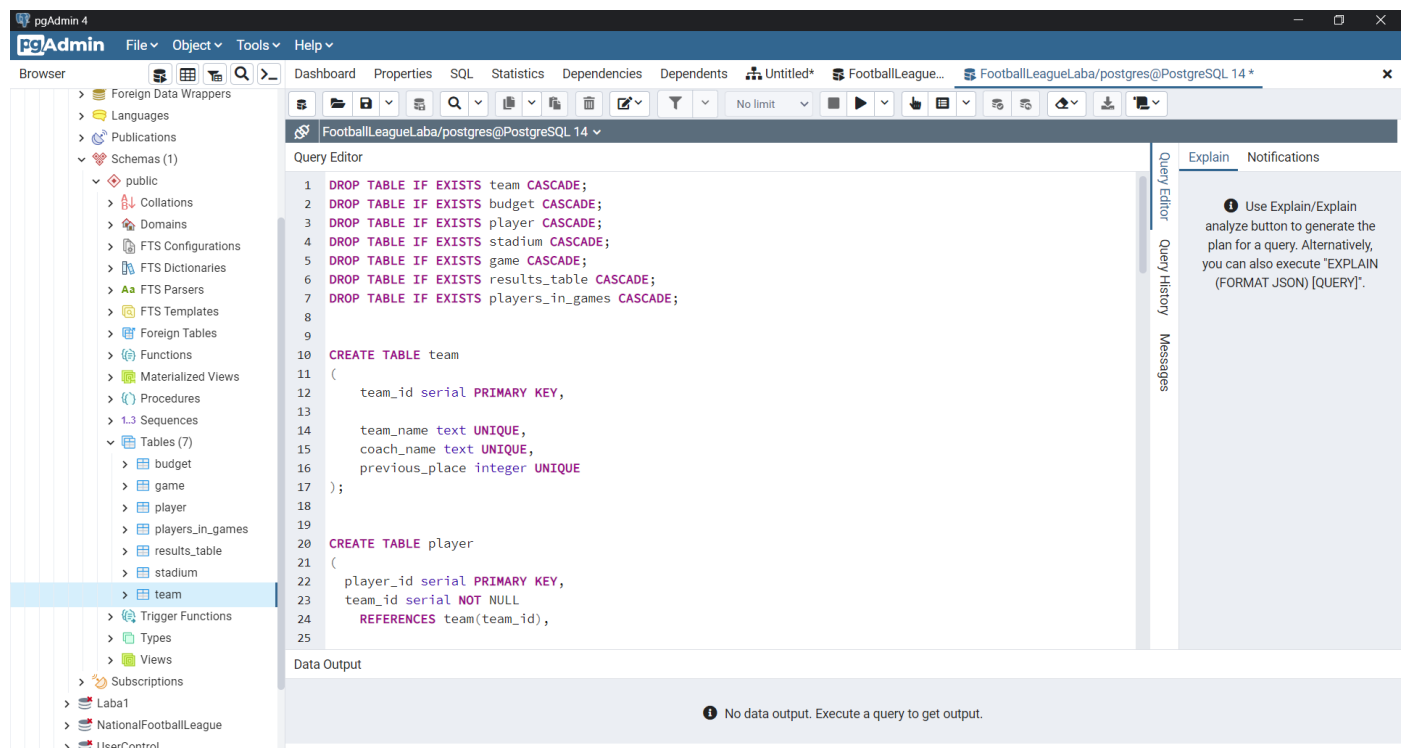 pgAdmin 4
pgAdmin File Object Tools Help
Browser
Dashboard Properties SQL Statistics Dependencies Dependents Untitled* FootballLeague... FootballLeagueLaba/postgres@PostgreSQL 14 *
No limit
FootballLeagueLaba/postgres@PostgreSQL 14
Foreign Data Wrappers
Languages
Publications
Schemas (1)
public
Collations
Domains
FTS Configurations
FTS Dictionaries
Aa FTS Parsers
FTS Templates
Foreign Tables
Functions
Materialized Views
Procedures
1..3 Sequences
Tables (7)
budget
game
player
players_in_games
results_table
stadium
team
Trigger Functions
Types
Views
Subscriptions
Laba1
NationalFootballLeague
UserControl
Query Editor
1 DROP TABLE IF EXISTS team CASCADE;
2 DROP TABLE IF EXISTS budget CASCADE;
3 DROP TABLE IF EXISTS player CASCADE;
4 DROP TABLE IF EXISTS stadium CASCADE;
5 DROP TABLE IF EXISTS game CASCADE;
6 DROP TABLE IF EXISTS results_table CASCADE;
7 DROP TABLE IF EXISTS players_in_games CASCADE;
8
9
10 CREATE TABLE team
11 (
12 team_id serial PRIMARY KEY,
13
14 team_name text UNIQUE,
15 coach_name text UNIQUE,
16 previous_place integer UNIQUE
17 );
18
19
20 CREATE TABLE player
21 (
22 player_id serial PRIMARY KEY,
23 team_id serial NOT NULL
24 REFERENCES team(team_id),
25
Query Editor
Query History
Messages
Explain Notifications
Use Explain/Explain
analyze button to generate the
plan for a query. Alternatively,
you can also execute "EXPLAIN
(FORMAT JSON) [QUERY]".
Data Output
No data output. Execute a query to get output.